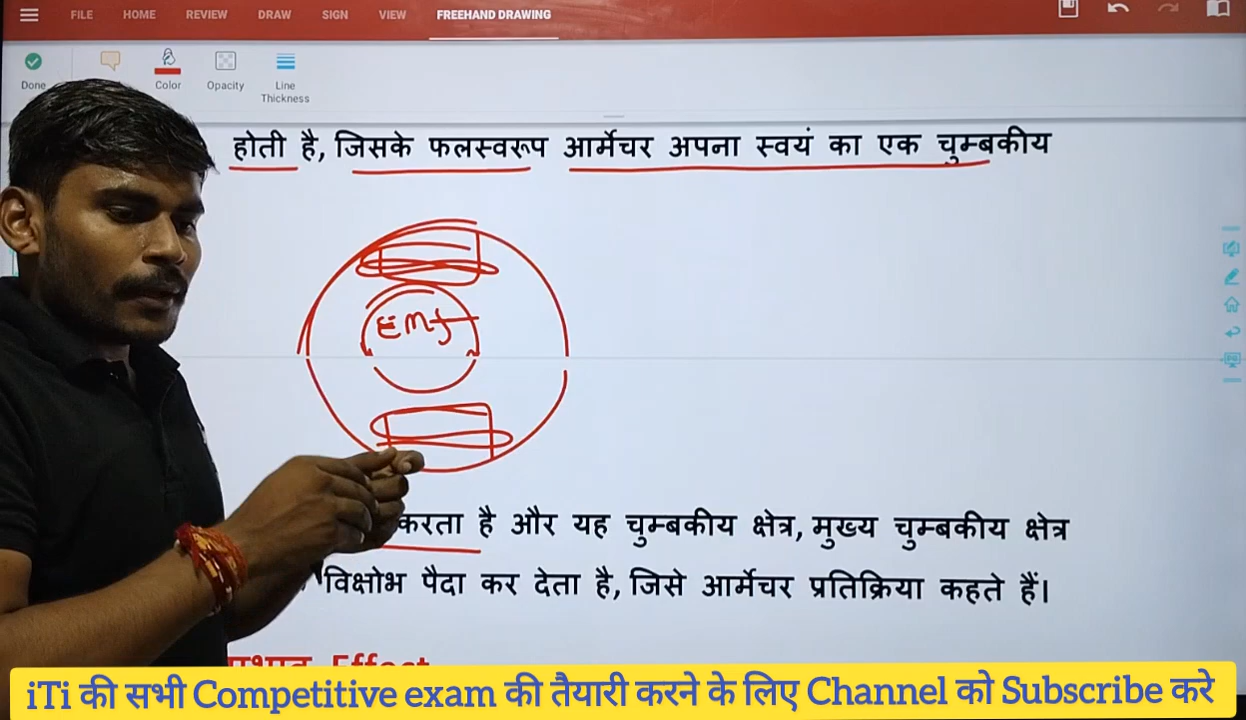 FILE HOME REVIEW DRAW SIGN VIEW FREEHAND DRAWING
Done Color Opacity Line
Thickness
होती है, जिसके फलस्वरूप आर्मेचर अपना स्वयं का एक चुम्बकीय
EMf
करता है और यह चुम्बकीय क्षेत्र, मुख्य चुम्बकीय क्षेत्र
विक्षोभ पैदा कर देता है, जिसे आर्मेचर प्रतिक्रिया कहते हैं।
प्रभाव Effect
iTi की सभी Competitive exam की तैयारी करने के लिए Channel को Subscribe करे